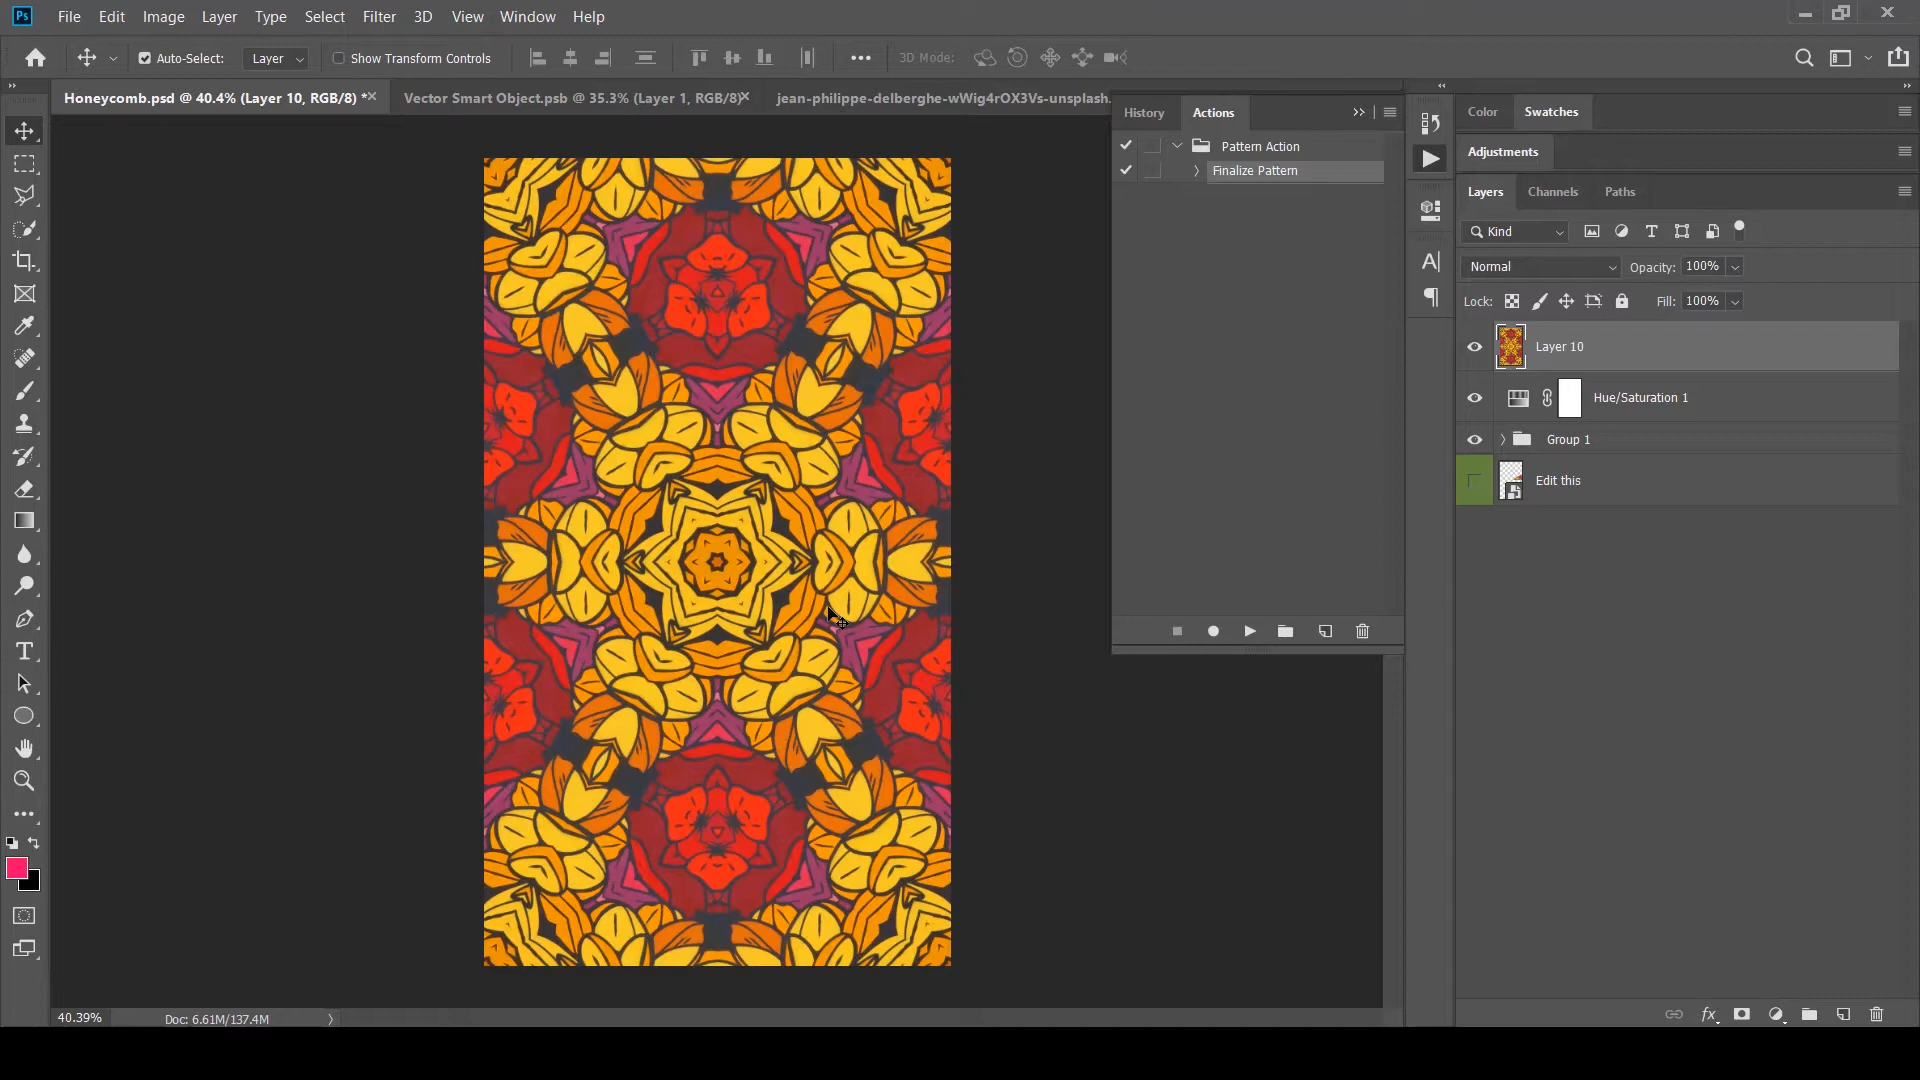 Ps File Edit Image Layer Type Select Filter 3D View Window Help
Auto-Select: Layer Show Transform Controls 3D Mode:
Honeycomb.psd @ 40.4% (Layer 10, RGB/8) * Vector Smart Object.psb @ 35.3% (Layer 1, RGB/8) jean-philippe-delberghe-wWig4rOX3Vs-unsplash.
History Actions
Pattern Action
Finalize Pattern
Color Swatches
Adjustments
Layers Channels Paths
Kind
Normal Opacity: 100%
Lock: Fill: 100%
Layer 10
Hue/Saturation 1
Group 1
Edit this
40.39% Doc: 6.61M/137.4M